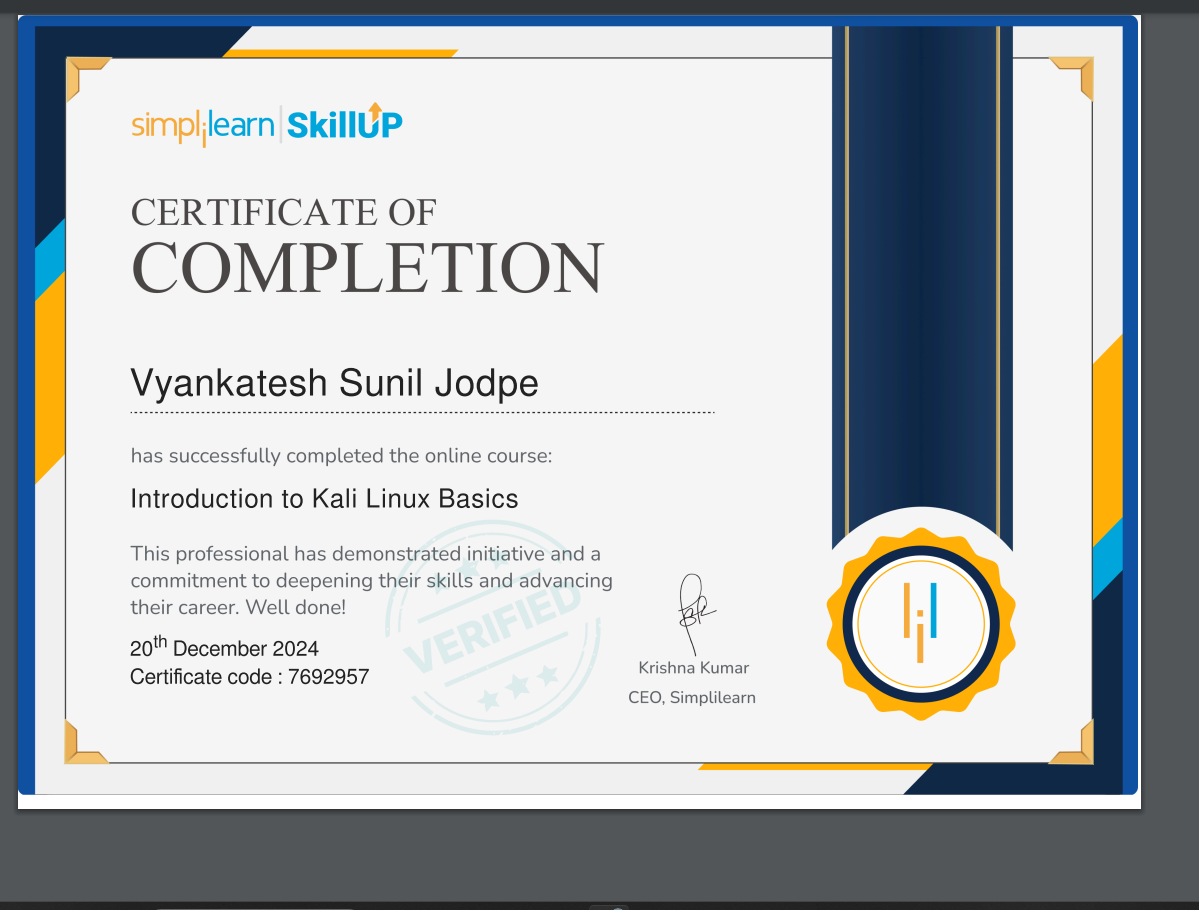 simplilearn | SkillUP
CERTIFICATE OF
COMPLETION
Vyankatesh Sunil Jodpe
has successfully completed the online course:
Introduction to Kali Linux Basics
This professional has demonstrated initiative and a
commitment to deepening their skills and advancing
their career. Well done!
VERIFIED
20th December 2024
Certificate code : 7692957
Krishna Kumar
CEO, Simplilearn